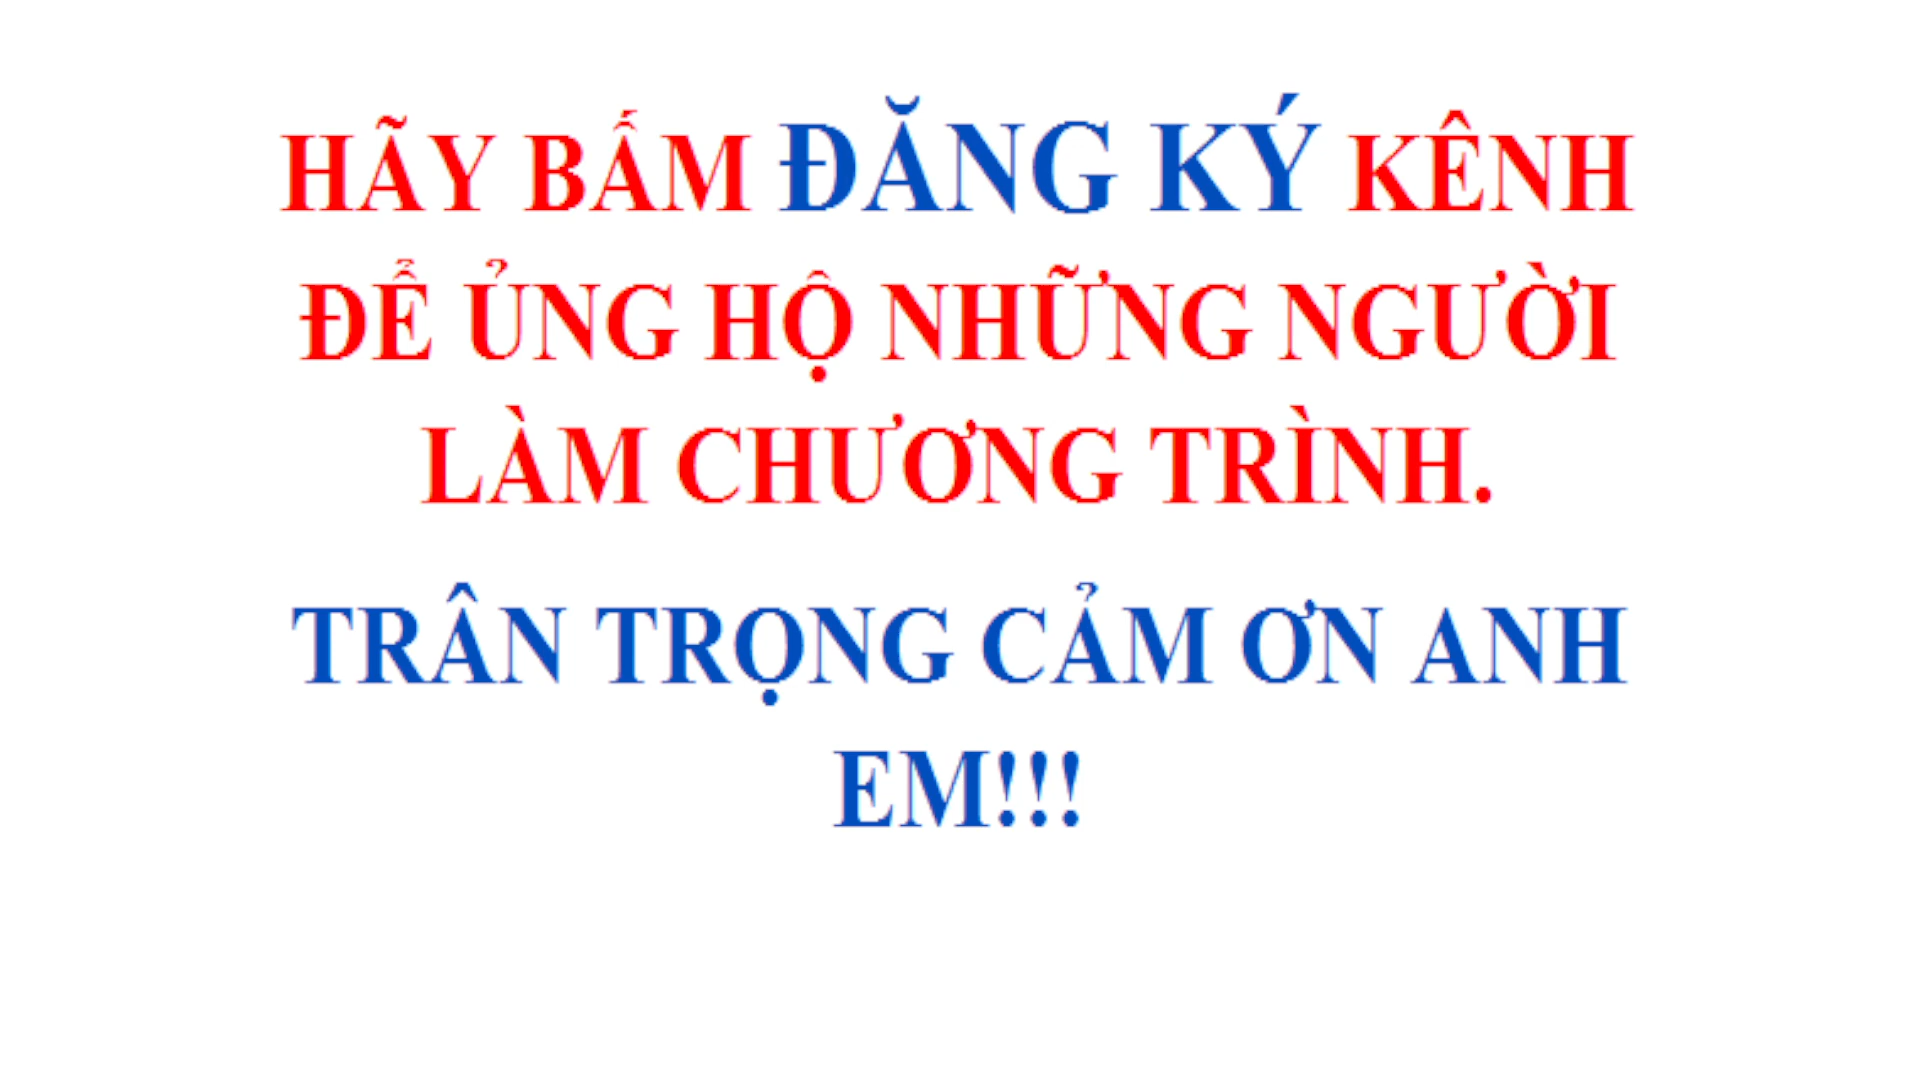 HÃY BẤM ĐĂNG KÝ KÊNH
ĐỂ ỦNG HỘ NHỮNG NGƯỜI
LÀM CHƯƠNG TRÌNH.
TRÂN TRỌNG CẢM ƠN ANH
EM!!!